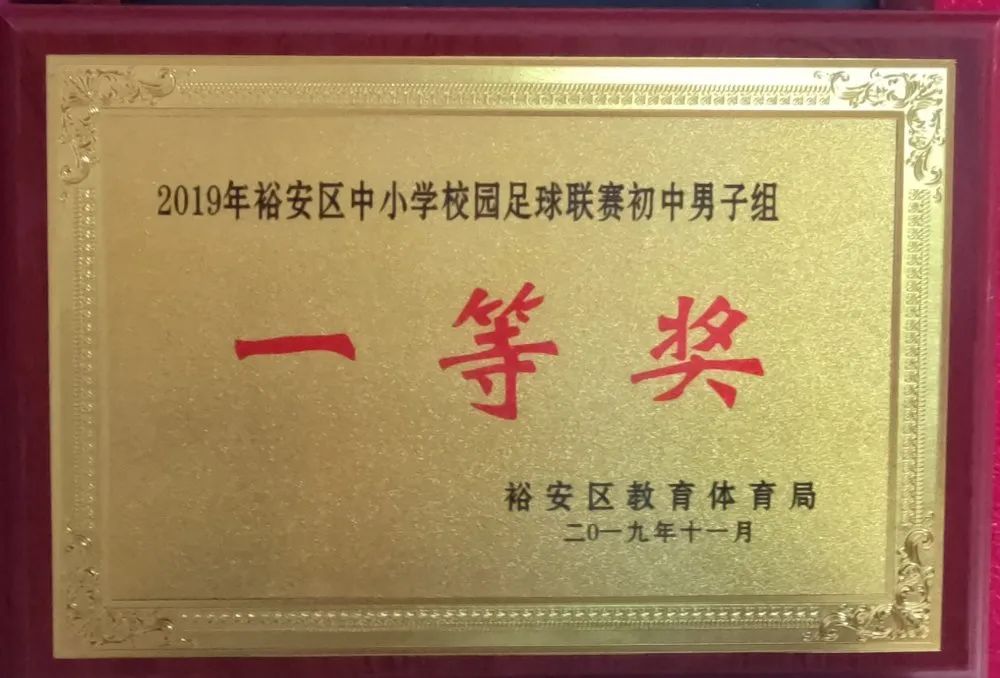 2019年裕安区中小学校园足球联赛初中男子组
一等奖
裕安区教育体育局
二0一九年十一月